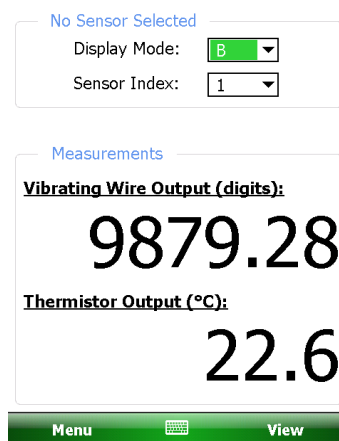 No Sensor Selected
Display Mode: B
Sensor Index: 1
Measurements
Vibrating Wire Output (digits):
9879.28
Thermistor Output (°C):
22.6
Menu View